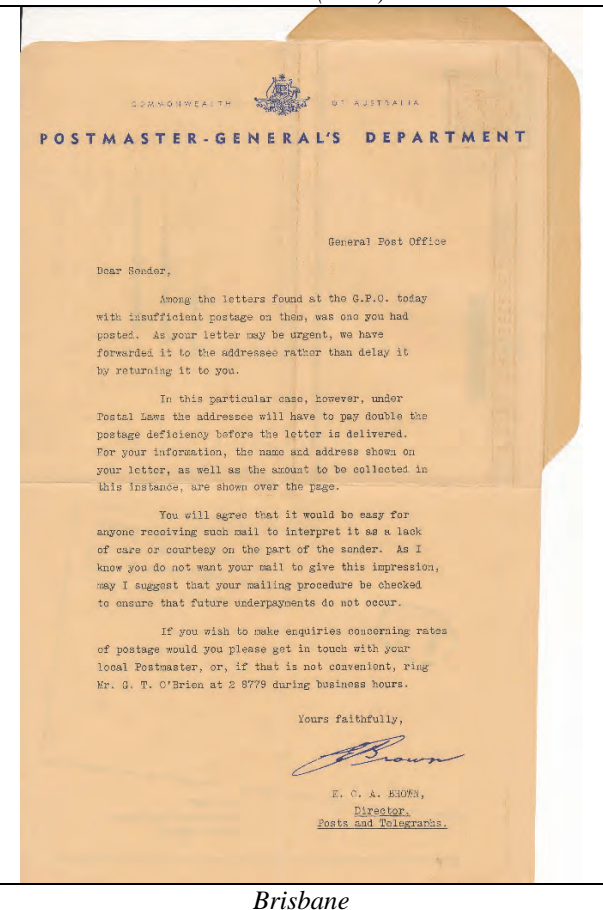 COMMONWEALTH OF AUSTRALIA
POSTMASTER-GENERAL'S DEPARTMENT
General Post Office
Dear Sender,
Among the letters found at the G.P.O. today
with insufficient postage on them, was one you had
posted. As your letter may be urgent, we have
forwarded it to the addressee rather than delay it
by returning it to you.
In this particular case, however, under
Postal Laws the addressee will have to pay double the
postage deficiency before the letter is delivered.
For your information, the name and address shown on
your letter, as well as the amount to be collected in
this instance, are shown over the page.
You will agree that it would be easy for
anyone receiving such mail to interpret it as a lack
of care or courtesy on the part of the sender. As I
know you do not want your mail to give this impression,
may I suggest that your mailing procedure be checked
to ensure that future underpayments do not occur.
If you wish to make enquiries concerning rates
of postage would you please get in touch with your
local Postmaster, or, if that is not convenient, ring
Mr. G. T. O'Brien at 2 8779 during business hours.
Yours faithfully,
Brown
C. A. BROWN,
Director,
Posts and Telegraphs.
Brisbane